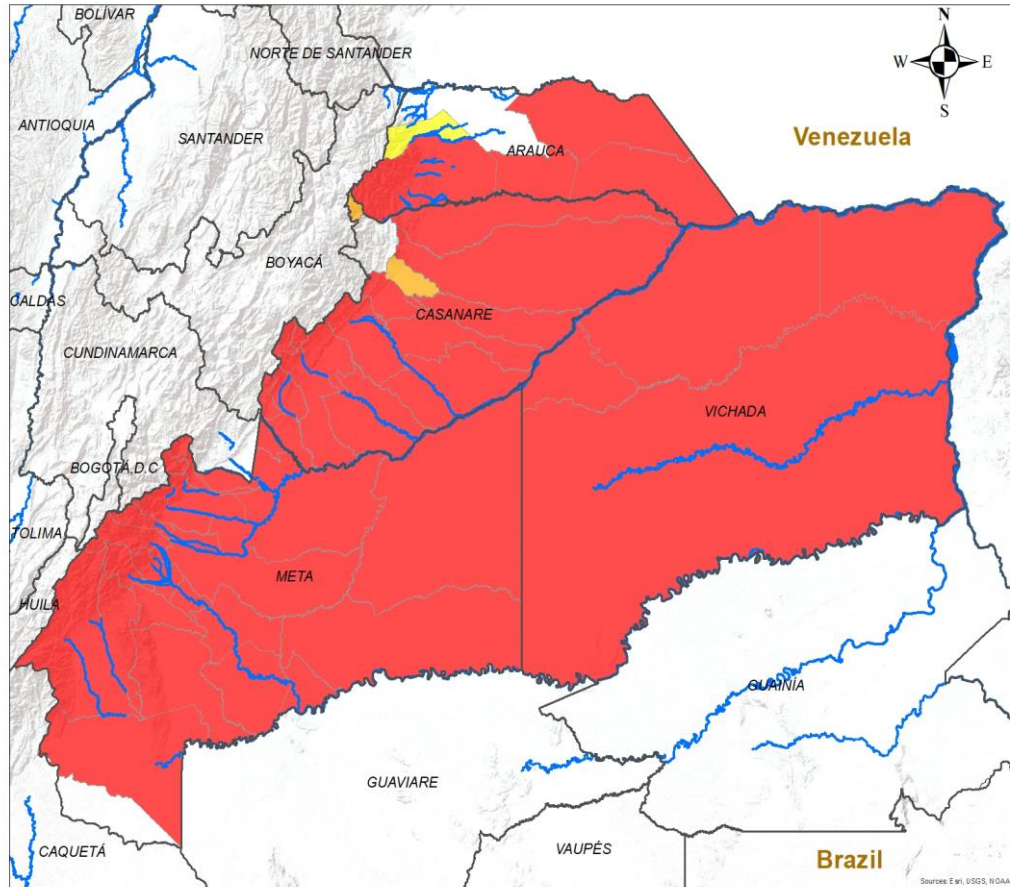 BOLÍVAR
N
NORTE DE SANTANDER
W
E
S
ANTIOQUIA
SANTANDER
Venezuela
ARAUCA
BOYACÁ
CALDAS
CASANARE
CUNDINAMARCA
VICHADA
BOGOTÁ,D.C
TOLIMA
META
HUILA
GUAINÍA
GUAVIARE
CAQUETÁ
VAUPÉS
Brazil
Sources: Esri, USGS, NOAA